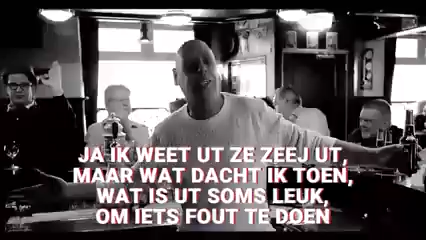 JA IK WEET UT ZE ZEEJ UT,
MAAR WAT DACHT IK TOEN,
WAT IS UT SOMS LEUK,
OM IETS FOUT TE DOEN